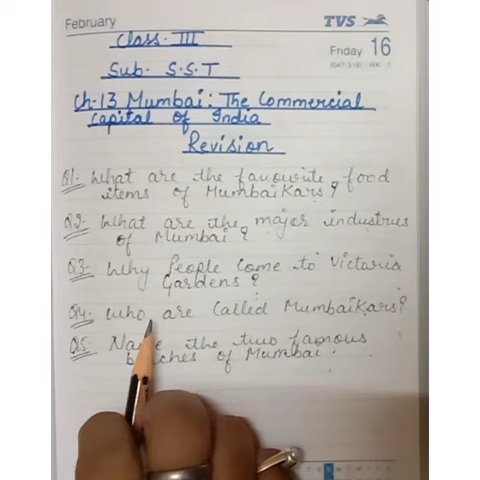 February
TVS
Friday 16
Class - III
Sub- S.S.T
Ch-13 Mumbai: The Commercial
Capital of India
Revision
Q1- What are the favourite food
items of Mumbaikars?
Q2- What are the major industries
of Mumbai?
Q3- Why People come to Victoria
Gardens?
Q4- Who are called Mumbaikars?
Q5- Name the two famous
beaches of Mumbai.